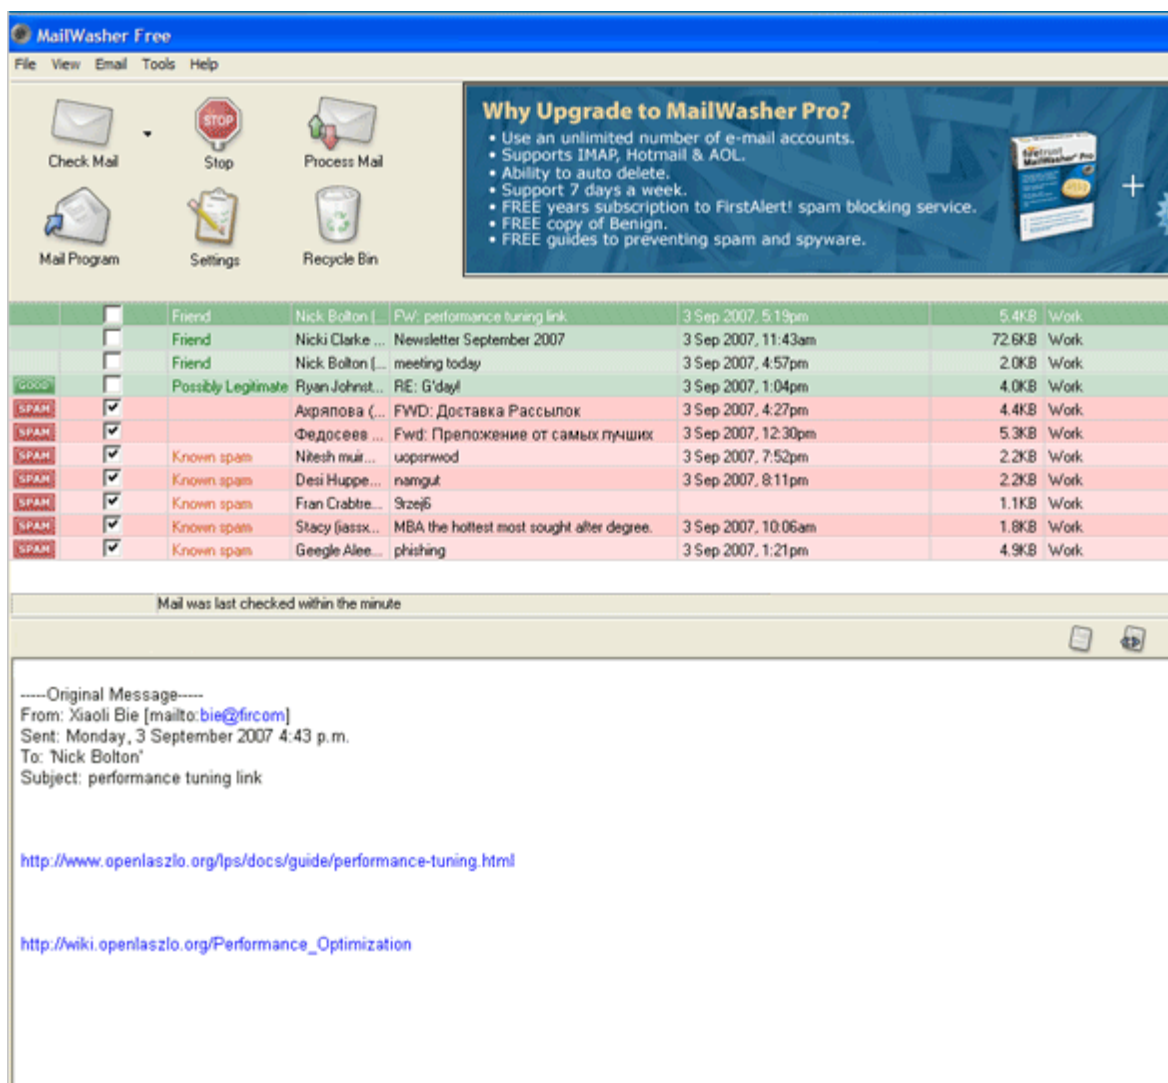 MailWasher Free
File View Email Tools Help
Check Mail
Stop
Process Mail
Mail Program
Settings
Recycle Bin
Why Upgrade to MailWasher Pro?
• Use an unlimited number of e-mail accounts.
• Supports IMAP, Hotmail & AOL.
• Ability to auto delete.
• Support 7 days a week.
• FREE years subscription to FirstAlert! spam blocking service.
• FREE copy of Benign.
• FREE guides to preventing spam and spyware.
firetrust
MailWasher Pro
+
Friend Nick Bolton (... FW: performance tuning link 3 Sep 2007, 5:19pm 5.4KB Work
Friend Nicki Clarke ... Newsletter September 2007 3 Sep 2007, 11:43am 72.6KB Work
Friend Nick Bolton (... meeting today 3 Sep 2007, 4:57pm 2.0KB Work
GOOD Possibly Legitimate Ryan Johnst... RE: G'day! 3 Sep 2007, 1:04pm 4.0KB Work
SPAM Ахряпова (... FWD: Доставка Рассылок 3 Sep 2007, 4:27pm 4.4KB Work
SPAM Федосеев ... Fwd: Преложение от самых лучших 3 Sep 2007, 12:30pm 5.3KB Work
SPAM Known spam Nitesh muir... uopsrwod 3 Sep 2007, 7:52pm 2.2KB Work
SPAM Known spam Desi Huppe... namgut 3 Sep 2007, 8:11pm 2.2KB Work
SPAM Known spam Fran Crabtre... 9rzej6 1.1KB Work
SPAM Known spam Stacy (iassx... MBA the hottest most sought after degree. 3 Sep 2007, 10:06am 1.8KB Work
SPAM Known spam Geegle Alee... phishing 3 Sep 2007, 1:21pm 4.9KB Work
Mail was last checked within the minute
-----Original Message-----
From: Xiaoli Bie [mailto:bie@fircom]
Sent: Monday, 3 September 2007 4:43 p.m.
To: 'Nick Bolton'
Subject: performance tuning link
http://www.openlaszlo.org/lps/docs/guide/performance-tuning.html
http://wiki.openlaszlo.org/Performance_Optimization